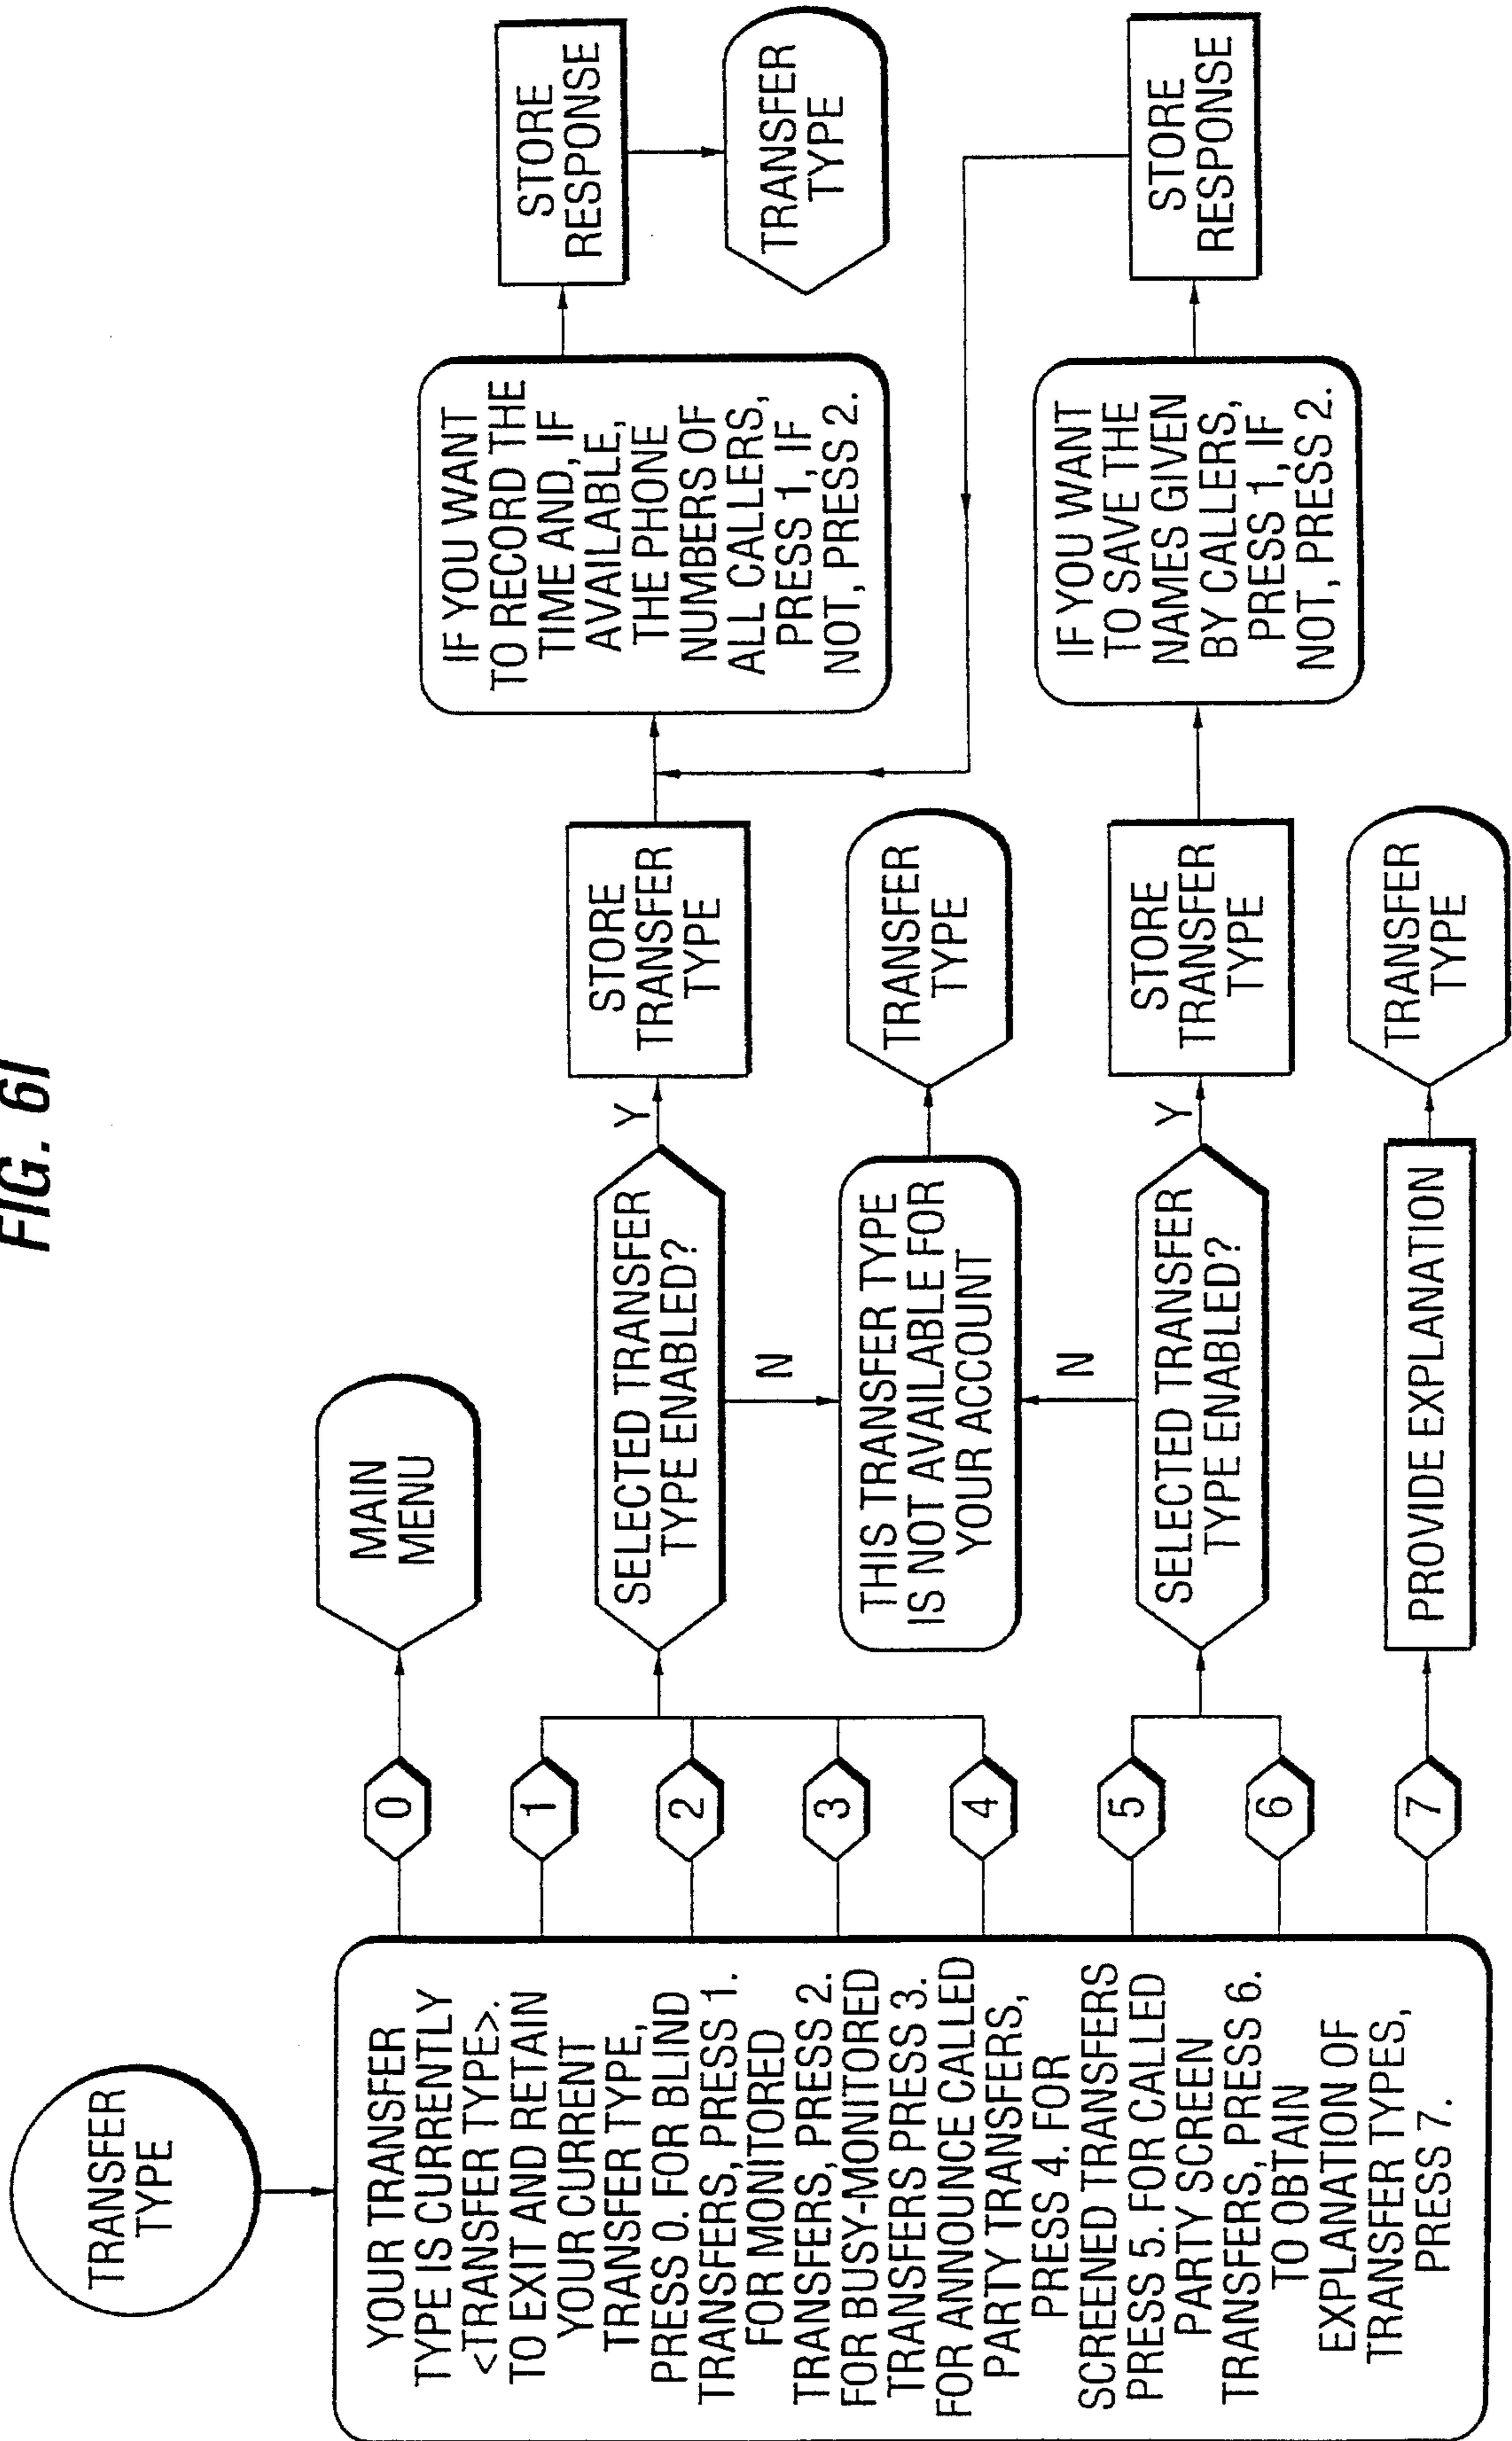 FIG. 6I
TRANSFER
TYPE
YOUR TRANSFER
TYPE IS CURRENTLY
<TRANSFER TYPE>.
TO EXIT AND RETAIN
YOUR CURRENT
TRANSFER TYPE,
PRESS 0. FOR BLIND
TRANSFERS, PRESS 1.
FOR MONITORED
TRANSFERS, PRESS 2.
FOR BUSY-MONITORED
TRANSFERS PRESS 3.
FOR ANNOUNCE CALLED
PARTY TRANSFERS,
PRESS 4. FOR
SCREENED TRANSFERS
PRESS 5. FOR CALLED
PARTY SCREEN
TRANSFERS, PRESS 6.
TO OBTAIN
EXPLANATION OF
TRANSFER TYPES,
PRESS 7.
0
MAIN
MENU
1
2
3
4
SELECTED TRANSFER
TYPE ENABLED?
Y
STORE
TRANSFER
TYPE
IF YOU WANT
TO RECORD THE
TIME AND, IF
AVAILABLE,
THE PHONE
NUMBERS OF
ALL CALLERS,
PRESS 1, IF
NOT, PRESS 2.
STORE
RESPONSE
TRANSFER
TYPE
N
THIS TRANSFER TYPE
IS NOT AVAILABLE FOR
YOUR ACCOUNT
TRANSFER
TYPE
N
5
6
SELECTED TRANSFER
TYPE ENABLED?
Y
STORE
TRANSFER
TYPE
IF YOU WANT
TO SAVE THE
NAMES GIVEN
BY CALLERS,
PRESS 1, IF
NOT, PRESS 2.
STORE
RESPONSE
7
PROVIDE EXPLANATION
TRANSFER
TYPE